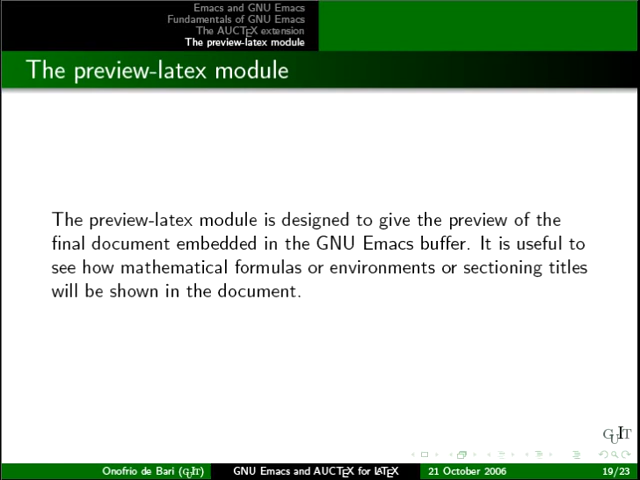 Emacs and GNU Emacs
Fundamentals of GNU Emacs
The AUCTEX extension
The preview-latex module
The preview-latex module
The preview-latex module is designed to give the preview of the
final document embedded in the GNU Emacs buffer. It is useful to
see how mathematical formulas or environments or sectioning titles
will be shown in the document.
GUIT
Onofrio de Bari (GUIT) GNU Emacs and AUCTEX for LATEX 21 October 2006 19/23